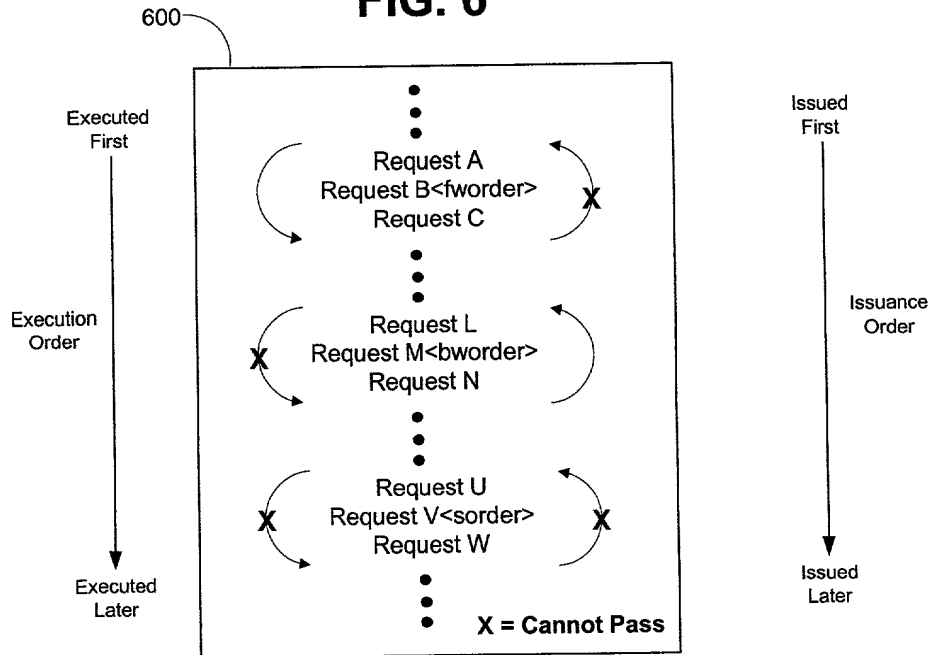 FIG. 6
600
Executed
First
Execution
Order
Executed
Later
Request A
Request B<fworder>
Request C
X
Request L
Request M<bworder>
Request N
X
Request U
Request V<sorder>
Request W
X
X
X = Cannot Pass
Issued
First
Issuance
Order
Issued
Later